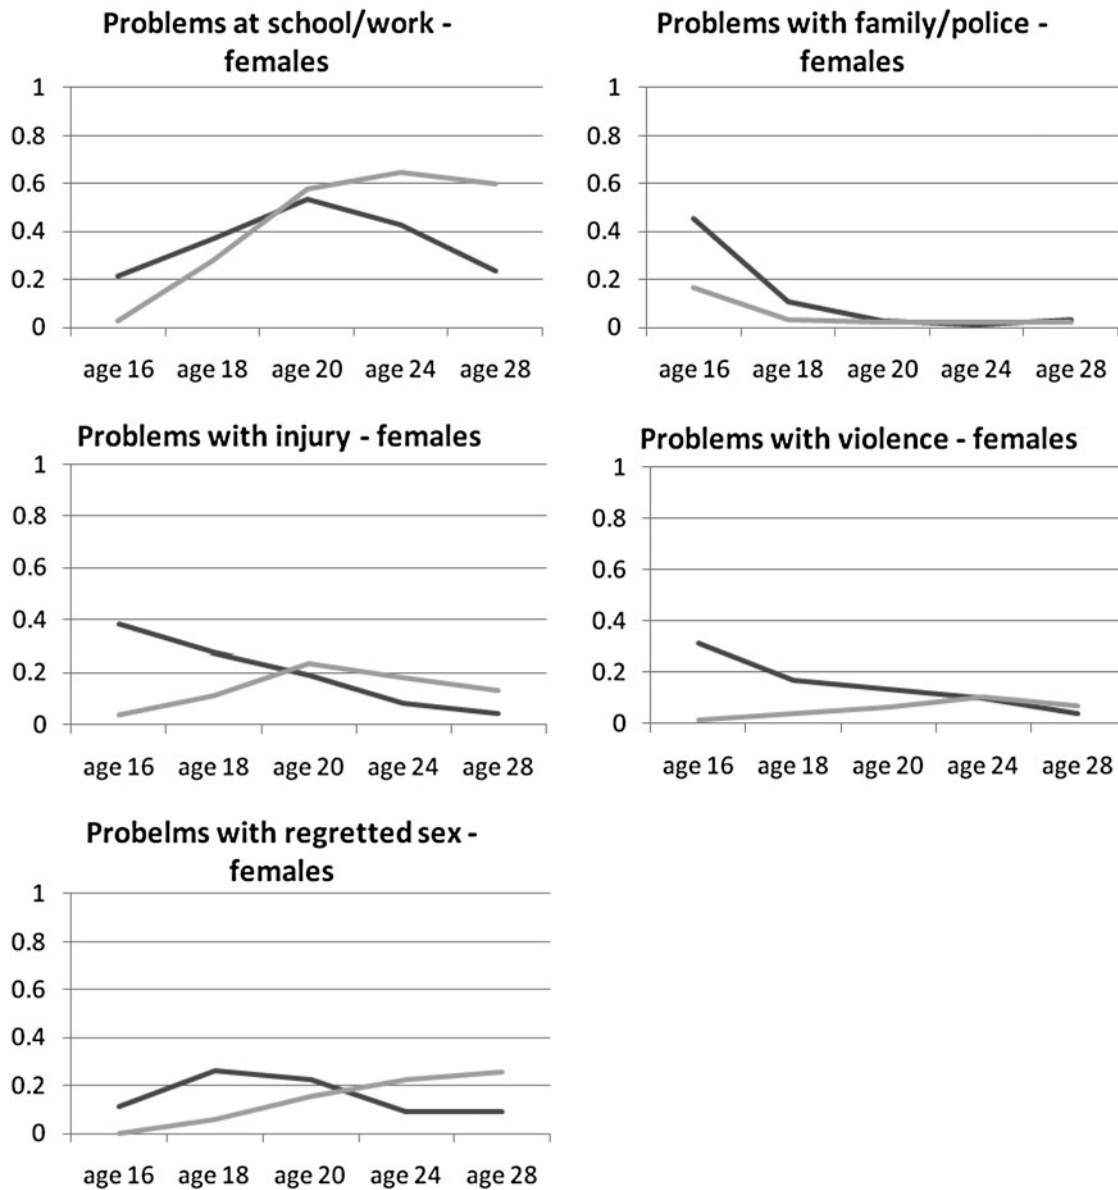 Problems at school/work -
females
1
0.8
0.6
0.4
0.2
0
age 16 age 18 age 20 age 24 age 28
Problems with family/police -
females
1
0.8
0.6
0.4
0.2
0
age 16 age 18 age 20 age 24 age 28
Problems with injury - females
1
0.8
0.6
0.4
0.2
0
age 16 age 18 age 20 age 24 age 28
Problems with violence - females
1
0.8
0.6
0.4
0.2
0
age 16 age 18 age 20 age 24 age 28
Probelms with regretted sex -
females
1
0.8
0.6
0.4
0.2
0
age 16 age 18 age 20 age 24 age 28